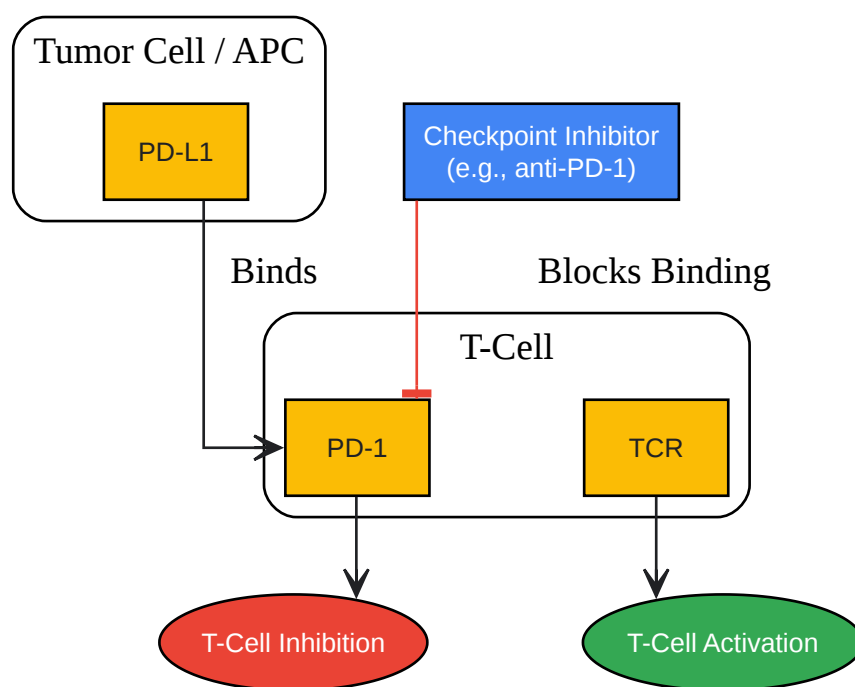 Tumor Cell / APC
PD-L1
Checkpoint Inhibitor
(e.g., anti-PD-1)
Binds
Blocks Binding
T-Cell
PD-1
TCR
T-Cell Inhibition
T-Cell Activation